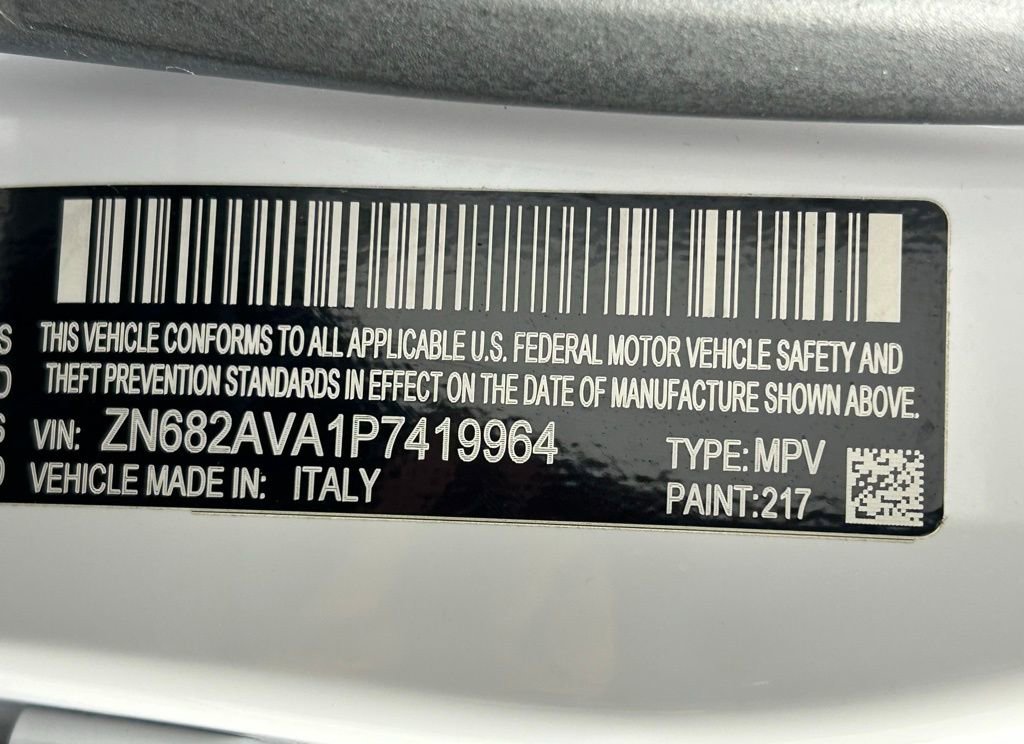 THIS VEHICLE CONFORMS TO ALL APPLICABLE U.S. FEDERAL MOTOR VEHICLE SAFETY AND
THEFT PREVENTION STANDARDS IN EFFECT ON THE DATE OF MANUFACTURE SHOWN ABOVE.
VIN: ZN682AVA1P7419964
TYPE: MPV
VEHICLE MADE IN: ITALY
PAINT:217